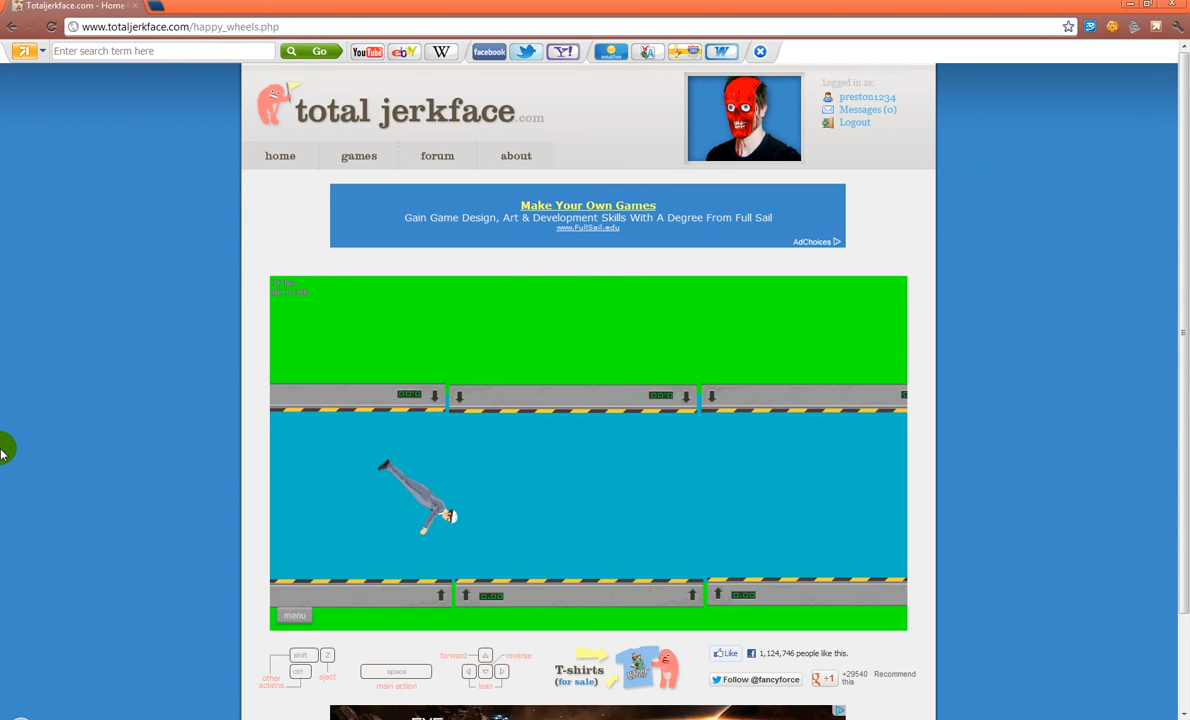 Totaljerkface.com - Home
www.totaljerkface.com/happy_wheels.php
Enter search term here
Go
YouTube
ebY
W
facebook
Y!
weather
W
total jerkface.com
Logged in as:
preston1234
Messages (0)
Logout
home
games
forum
about
Make Your Own Games
Gain Game Design, Art & Development Skills With A Degree From Full Sail
www.FullSail.edu
AdChoices
menu
shift
Z
ctrl
eject
other
actions
space
main action
forward
reverse
lean
T-shirts
(for sale)
Like
1,124,746 people like this.
Follow @fancyforce
+1
+29540 Recommend
this